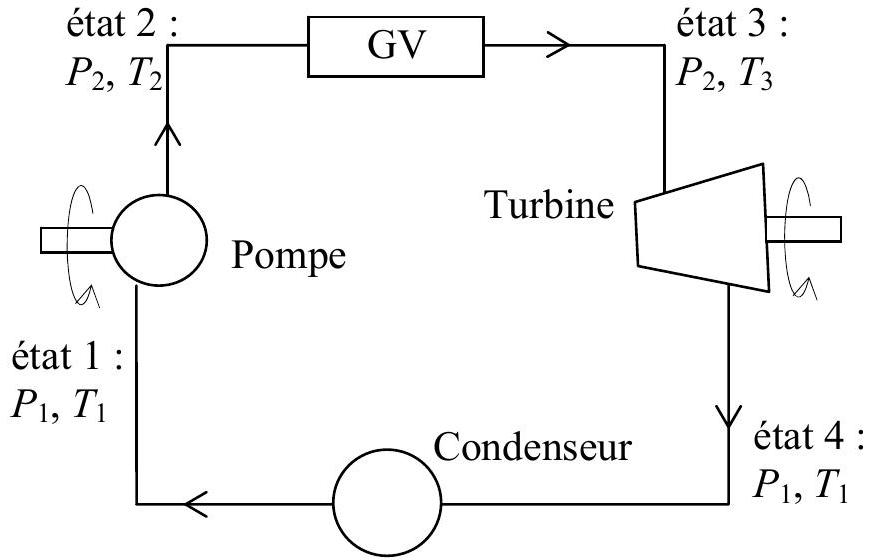 état 2 :
P₂, T₂
GV
état 3 :
P₂, T₃
Turbine
Pompe
état 1 :
P₁, T₁
Condenseur
état 4 :
P₁, T₁